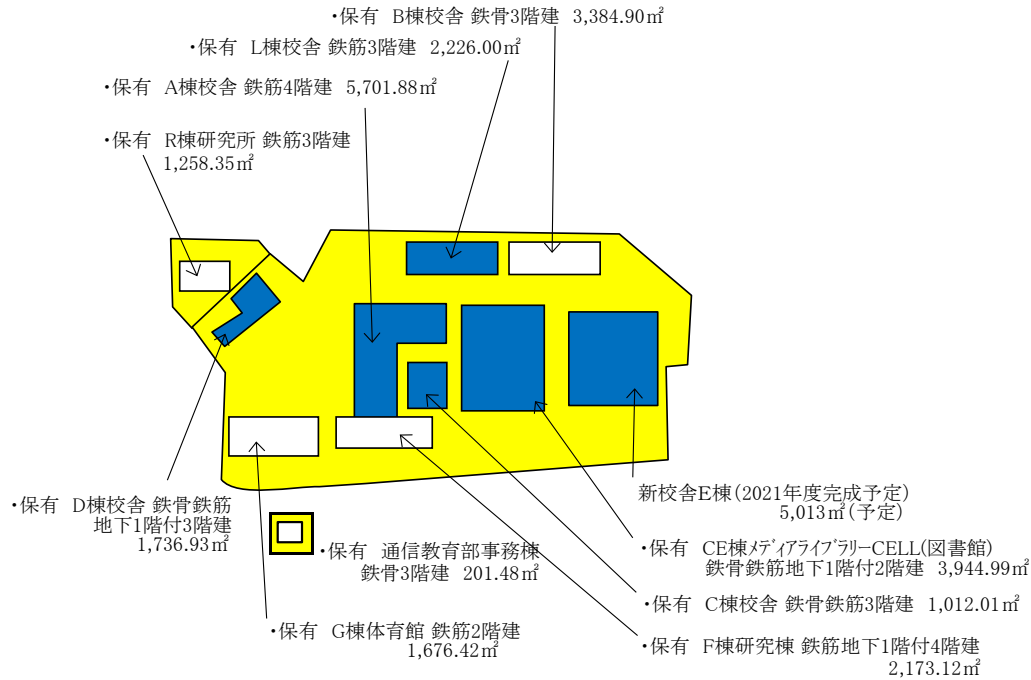 ・保有 B棟校舎 鉄骨3階建 3,384.90㎡
・保有 L棟校舎 鉄筋3階建 2,226.00㎡
・保有 A棟校舎 鉄筋4階建 5,701.88㎡
・保有 R棟研究所 鉄筋3階建
1,258.35㎡
・保有 D棟校舎 鉄骨鉄筋
地下1階付3階建
1,736.93㎡
新校舎E棟(2021年度完成予定)
5,013㎡(予定)
・保有 通信教育部事務棟
鉄骨3階建 201.48㎡
・保有 CE棟ﾒﾃﾞｨｱﾗｲﾌﾞﾗﾘｰCELL(図書館)
鉄骨鉄筋地下1階付2階建 3,944.99㎡
・保有 C棟校舎 鉄骨鉄筋3階建 1,012.01㎡
・保有 G棟体育館 鉄筋2階建
1,676.42㎡
・保有 F棟研究棟 鉄筋地下1階付4階建
2,173.12㎡